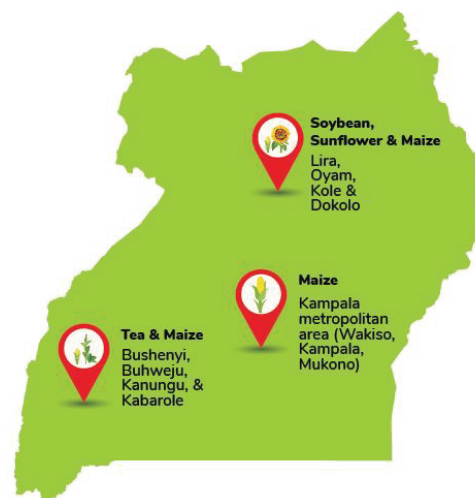 Soybean,
Sunflower & Maize
Lira,
Oyam,
Kole &
Dokolo
Maize
Kampala
metropolitan
area (Wakiso,
Kampala,
Mukono)
Tea & Maize
Bushenyi,
Buhweju,
Kanungu, &
Kabarole